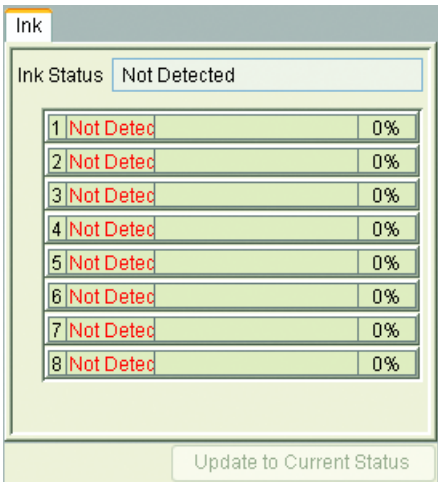 Ink
Ink Status Not Detected
1 Not Detec 0%
2 Not Detec 0%
3 Not Detec 0%
4 Not Detec 0%
5 Not Detec 0%
6 Not Detec 0%
7 Not Detec 0%
8 Not Detec 0%
Update to Current Status